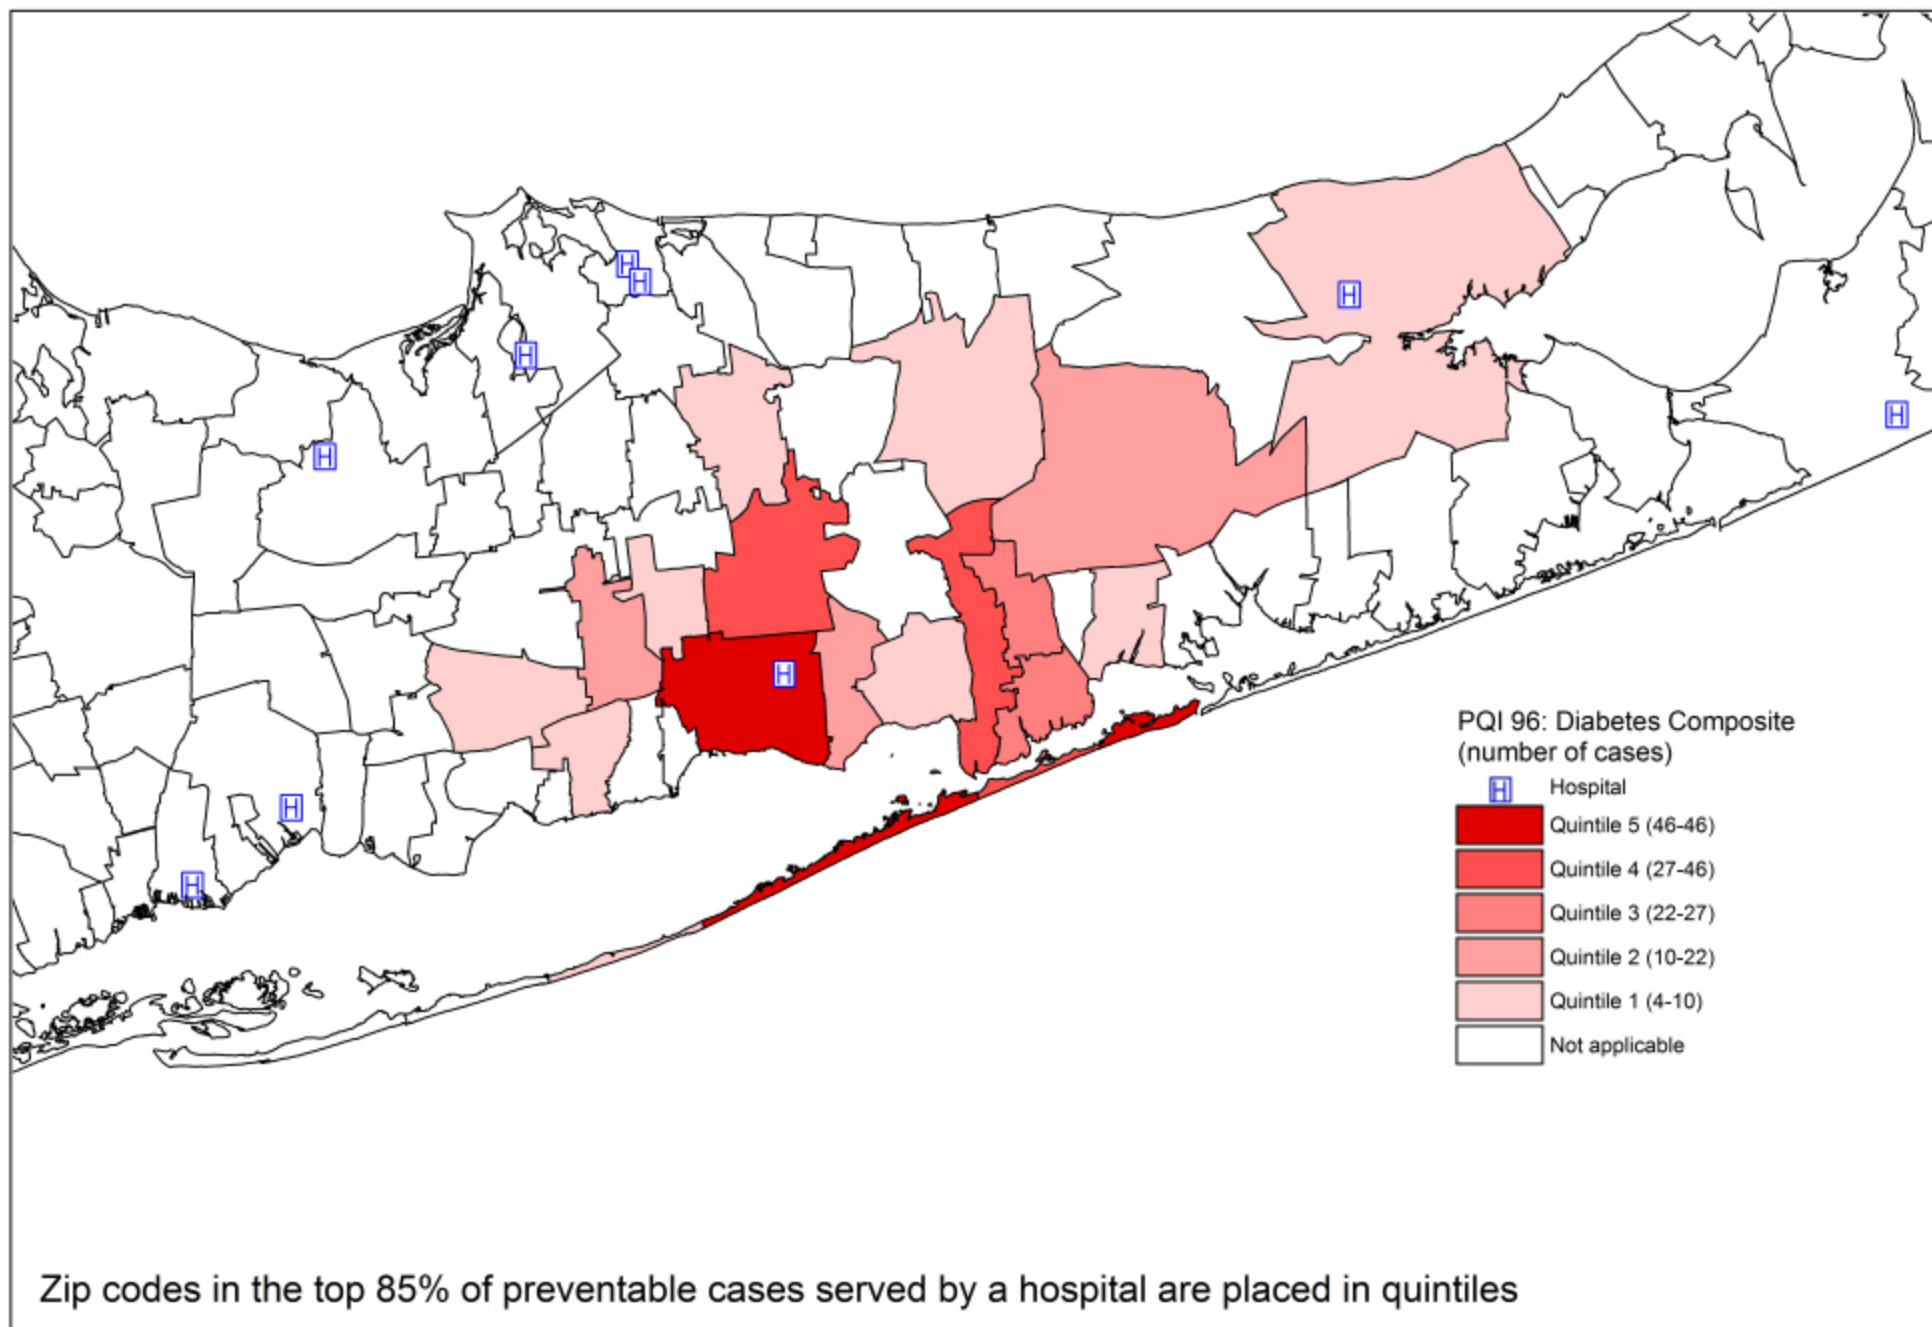 H
H
H
H
H
H
H
H
H
PQI 96: Diabetes Composite
(number of cases)
H Hospital
Quintile 5 (46-46)
Quintile 4 (27-46)
Quintile 3 (22-27)
Quintile 2 (10-22)
Quintile 1 (4-10)
Not applicable
Zip codes in the top 85% of preventable cases served by a hospital are placed in quintiles